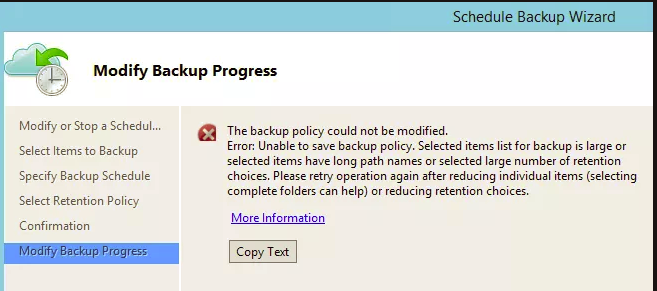 Schedule Backup Wizard
Modify Backup Progress
Modify or Stop a Schedul...
Select Items to Backup
Specify Backup Schedule
Select Retention Policy
Confirmation
Modify Backup Progress
The backup policy could not be modified.
Error: Unable to save backup policy. Selected items list for backup is large or
selected items have long path names or selected large number of retention
choices. Please retry operation again after reducing individual items (selecting
complete folders can help) or reducing retention choices.
More Information
Copy Text